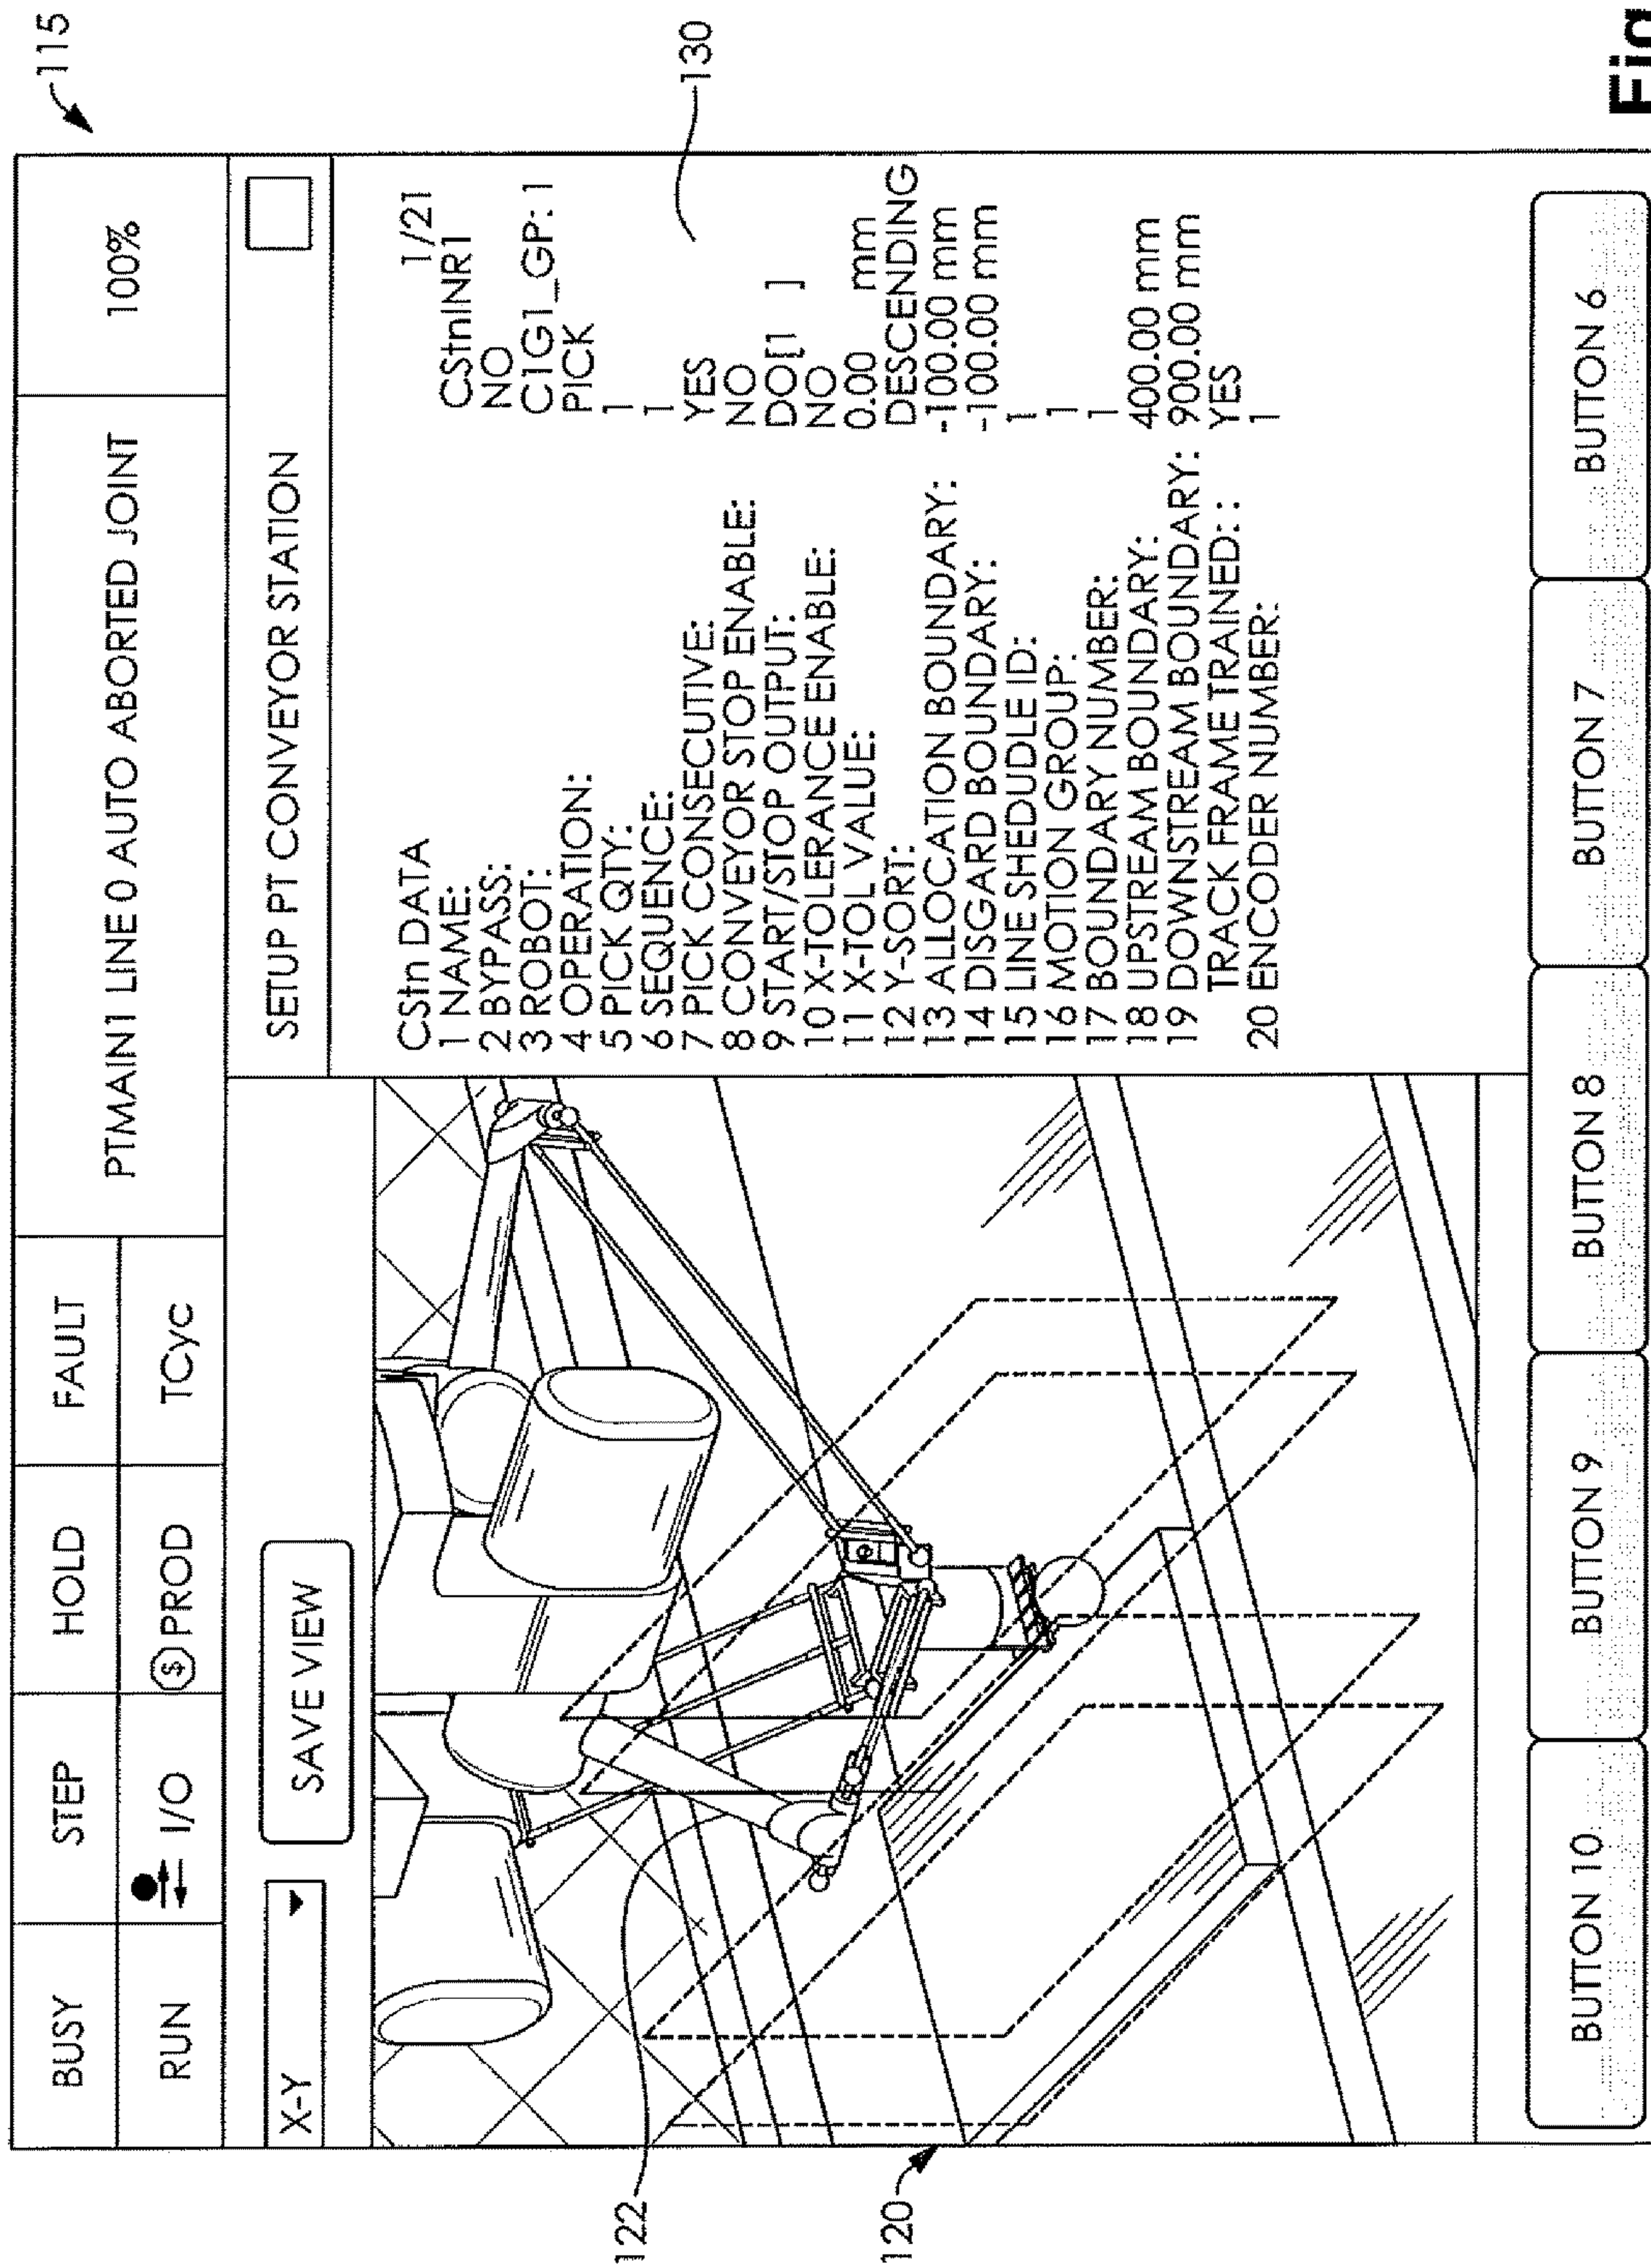 115
BUSY STEP HOLD FAULT PTMAIN1 LINE 0 AUTO ABORTED JOINT 100%
RUN I/O $ PROD TCyc
X-Y SAVE VIEW SETUP PT CONVEYOR STATION
CStn DATA 1/21
1 NAME: CStnINR1
2 BYPASS: NO
3 ROBOT: C1G1_GP: 1
4 OPERATION: PICK
5 PICK QTY: 1
6 SEQUENCE: 1
7 PICK CONSECUTIVE: YES
8 CONVEYOR STOP ENABLE: NO
9 START/STOP OUTPUT: DO[1 ]
10 X-TOLERANCE ENABLE: NO
11 X-TOL VALUE: 0.00 mm
12 Y-SORT: DESCENDING
13 ALLOCATION BOUNDARY: -100.00 mm
14 DISGARD BOUNDARY: -100.00 mm
15 LINE SHEDUDLE ID: 1
16 MOTION GROUP: 1
17 BOUNDARY NUMBER: 1
18 UPSTREAM BOUNDARY: 400.00 mm
19 DOWNSTREAM BOUNDARY: 900.00 mm
TRACK FRAME TRAINED: : YES
20 ENCODER NUMBER: 1
122
130
120
BUTTON 10 BUTTON 9 BUTTON 8 BUTTON 7 BUTTON 6
Fig